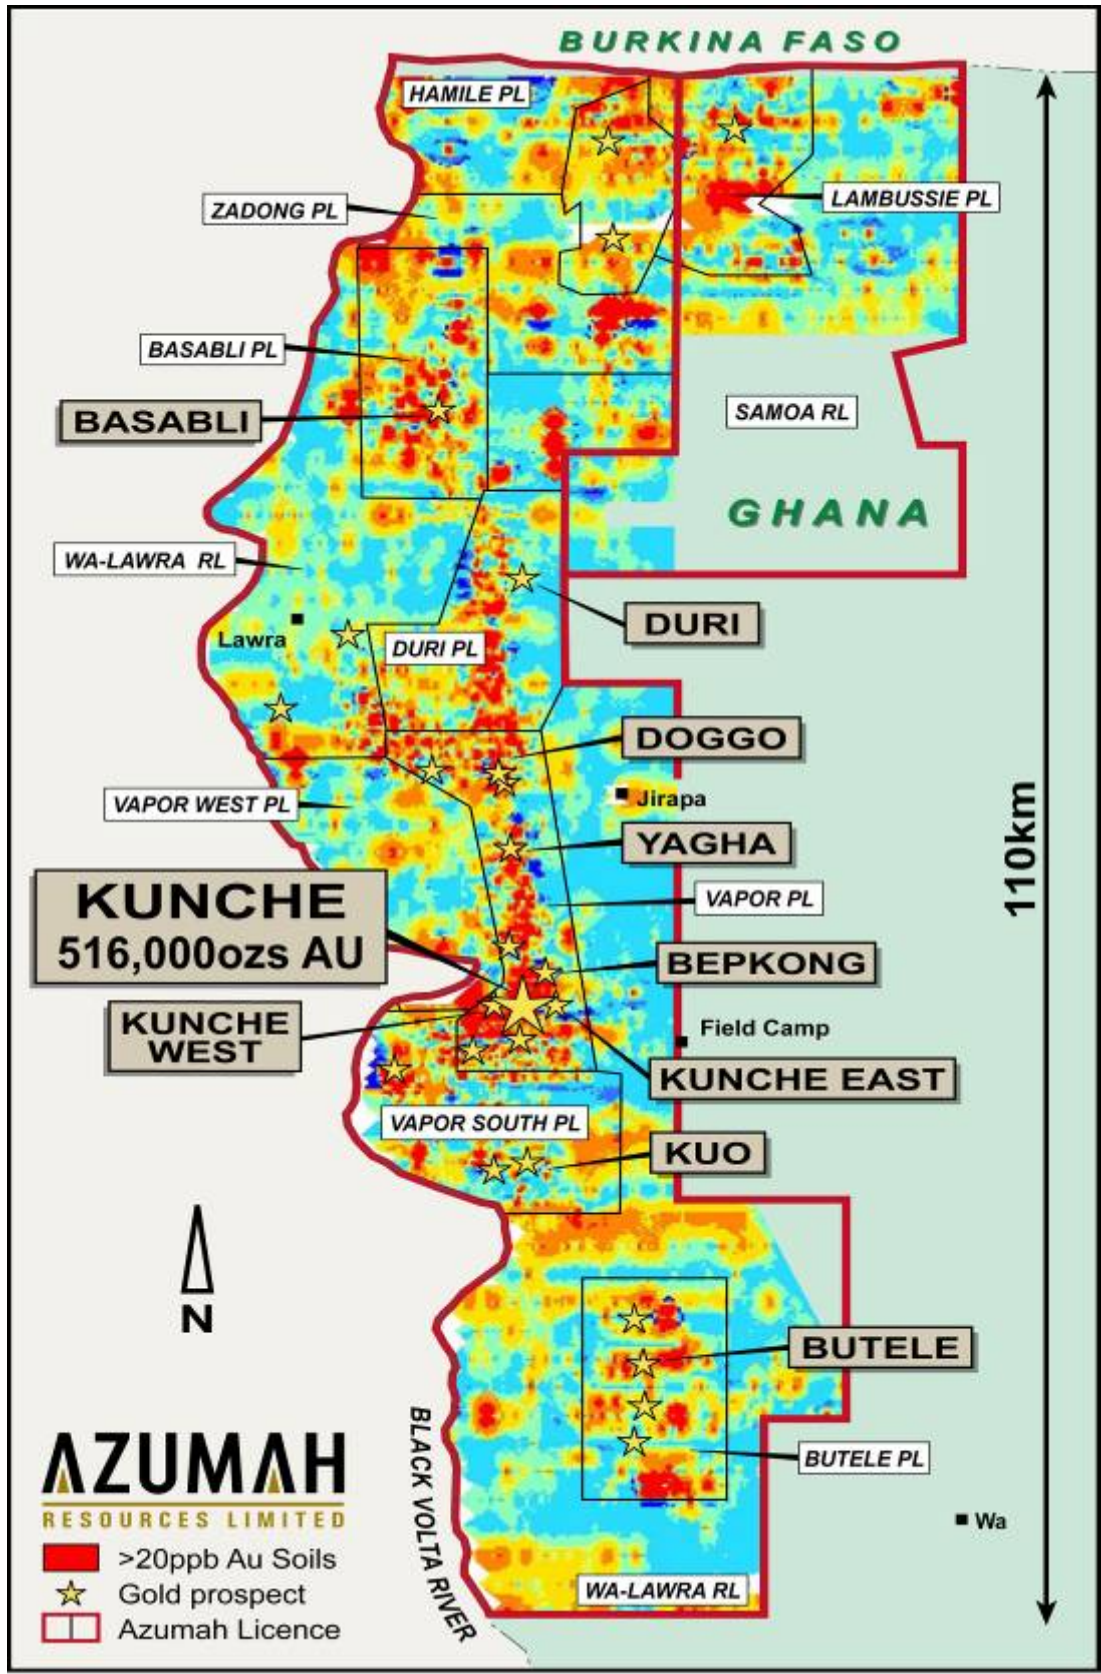 BURKINA FASO
HAMILE PL
ZADONG PL
LAMBUSSIE PL
BASABLI PL
BASABLI
SAMOA RL
GHANA
WA-LAWRA RL
Lawra
DURI
DURI PL
DOGGO
Jirapa
VAPOR WEST PL
YAGHA
KUNCHE
516,000ozs AU
VAPOR PL
BEPKONG
KUNCHE
WEST
Field Camp
KUNCHE EAST
VAPOR SOUTH PL
KUO
110km
N
BUTELE
BUTELE PL
BLACK VOLTA RIVER
Wa
WA-LAWRA RL
AZUMAH
RESOURCES LIMITED
>20ppb Au Soils
Gold prospect
Azumah Licence